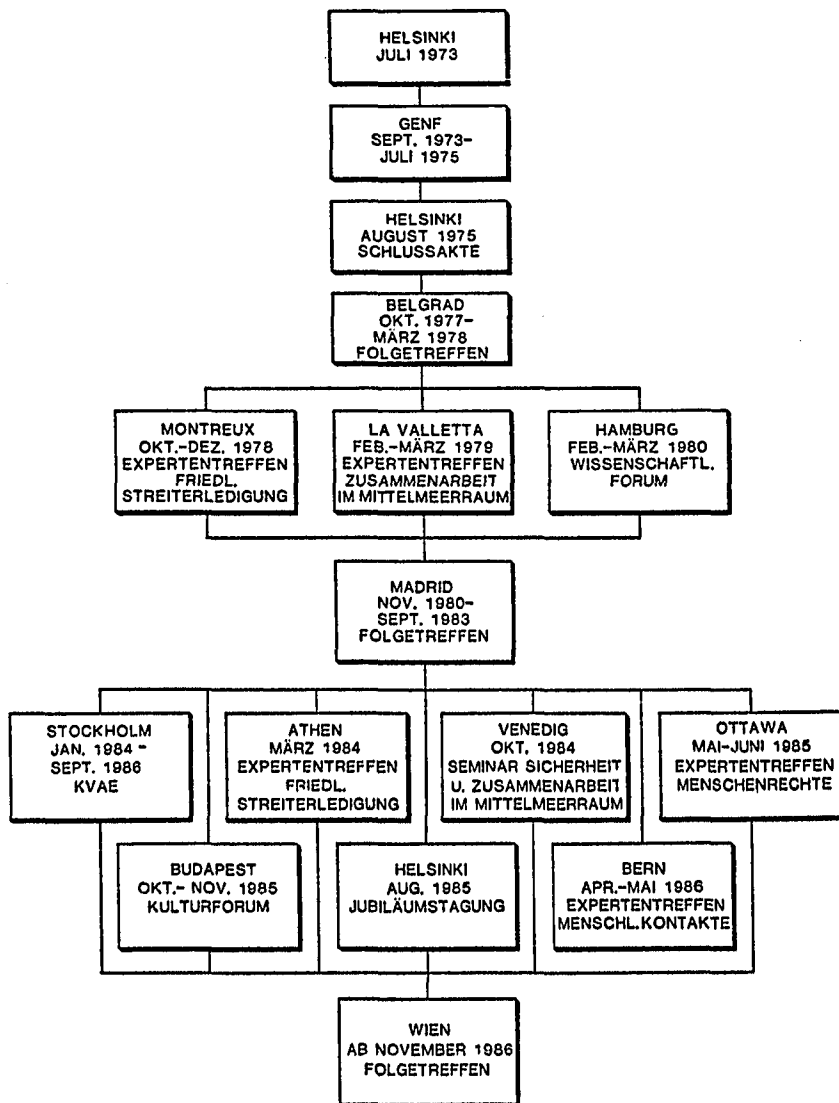 HELSINKI
JULI 1973
GENF
SEPT. 1973-
JULI 1975
HELSINKI
AUGUST 1975
SCHLUSSAKTE
BELGRAD
OKT. 1977-
MÄRZ 1978
FOLGETREFFEN
MONTREUX
OKT.-DEZ. 1978
EXPERTENTREFFEN
FRIEDL.
STREITERLEDIGUNG
LA VALLETTA
FEB.-MÄRZ 1979
EXPERTENTREFFEN
ZUSAMMENARBEIT
IM MITTELMEERRAUM
HAMBURG
FEB.-MÄRZ 1980
WISSENSCHAFTL.
FORUM
MADRID
NOV. 1980-
SEPT. 1983
FOLGETREFFEN
STOCKHOLM
JAN. 1984 -
SEPT. 1986
KVAE
ATHEN
MÄRZ 1984
EXPERTENTREFFEN
FRIEDL.
STREITERLEDIGUNG
VENEDIG
OKT. 1984
SEMINAR SICHERHEIT
U. ZUSAMMENARBEIT
IM MITTELMEERRAUM
OTTAWA
MAI-JUNI 1985
EXPERTENTREFFEN
MENSCHENRECHTE
BUDAPEST
OKT.- NOV. 1985
KULTURFORUM
HELSINKI
AUG. 1985
JUBILÄUMSTAGUNG
BERN
APR.-MAI 1986
EXPERTENTREFFEN
MENSCHL.KONTAKTE
WIEN
AB NOVEMBER 1986
FOLGETREFFEN